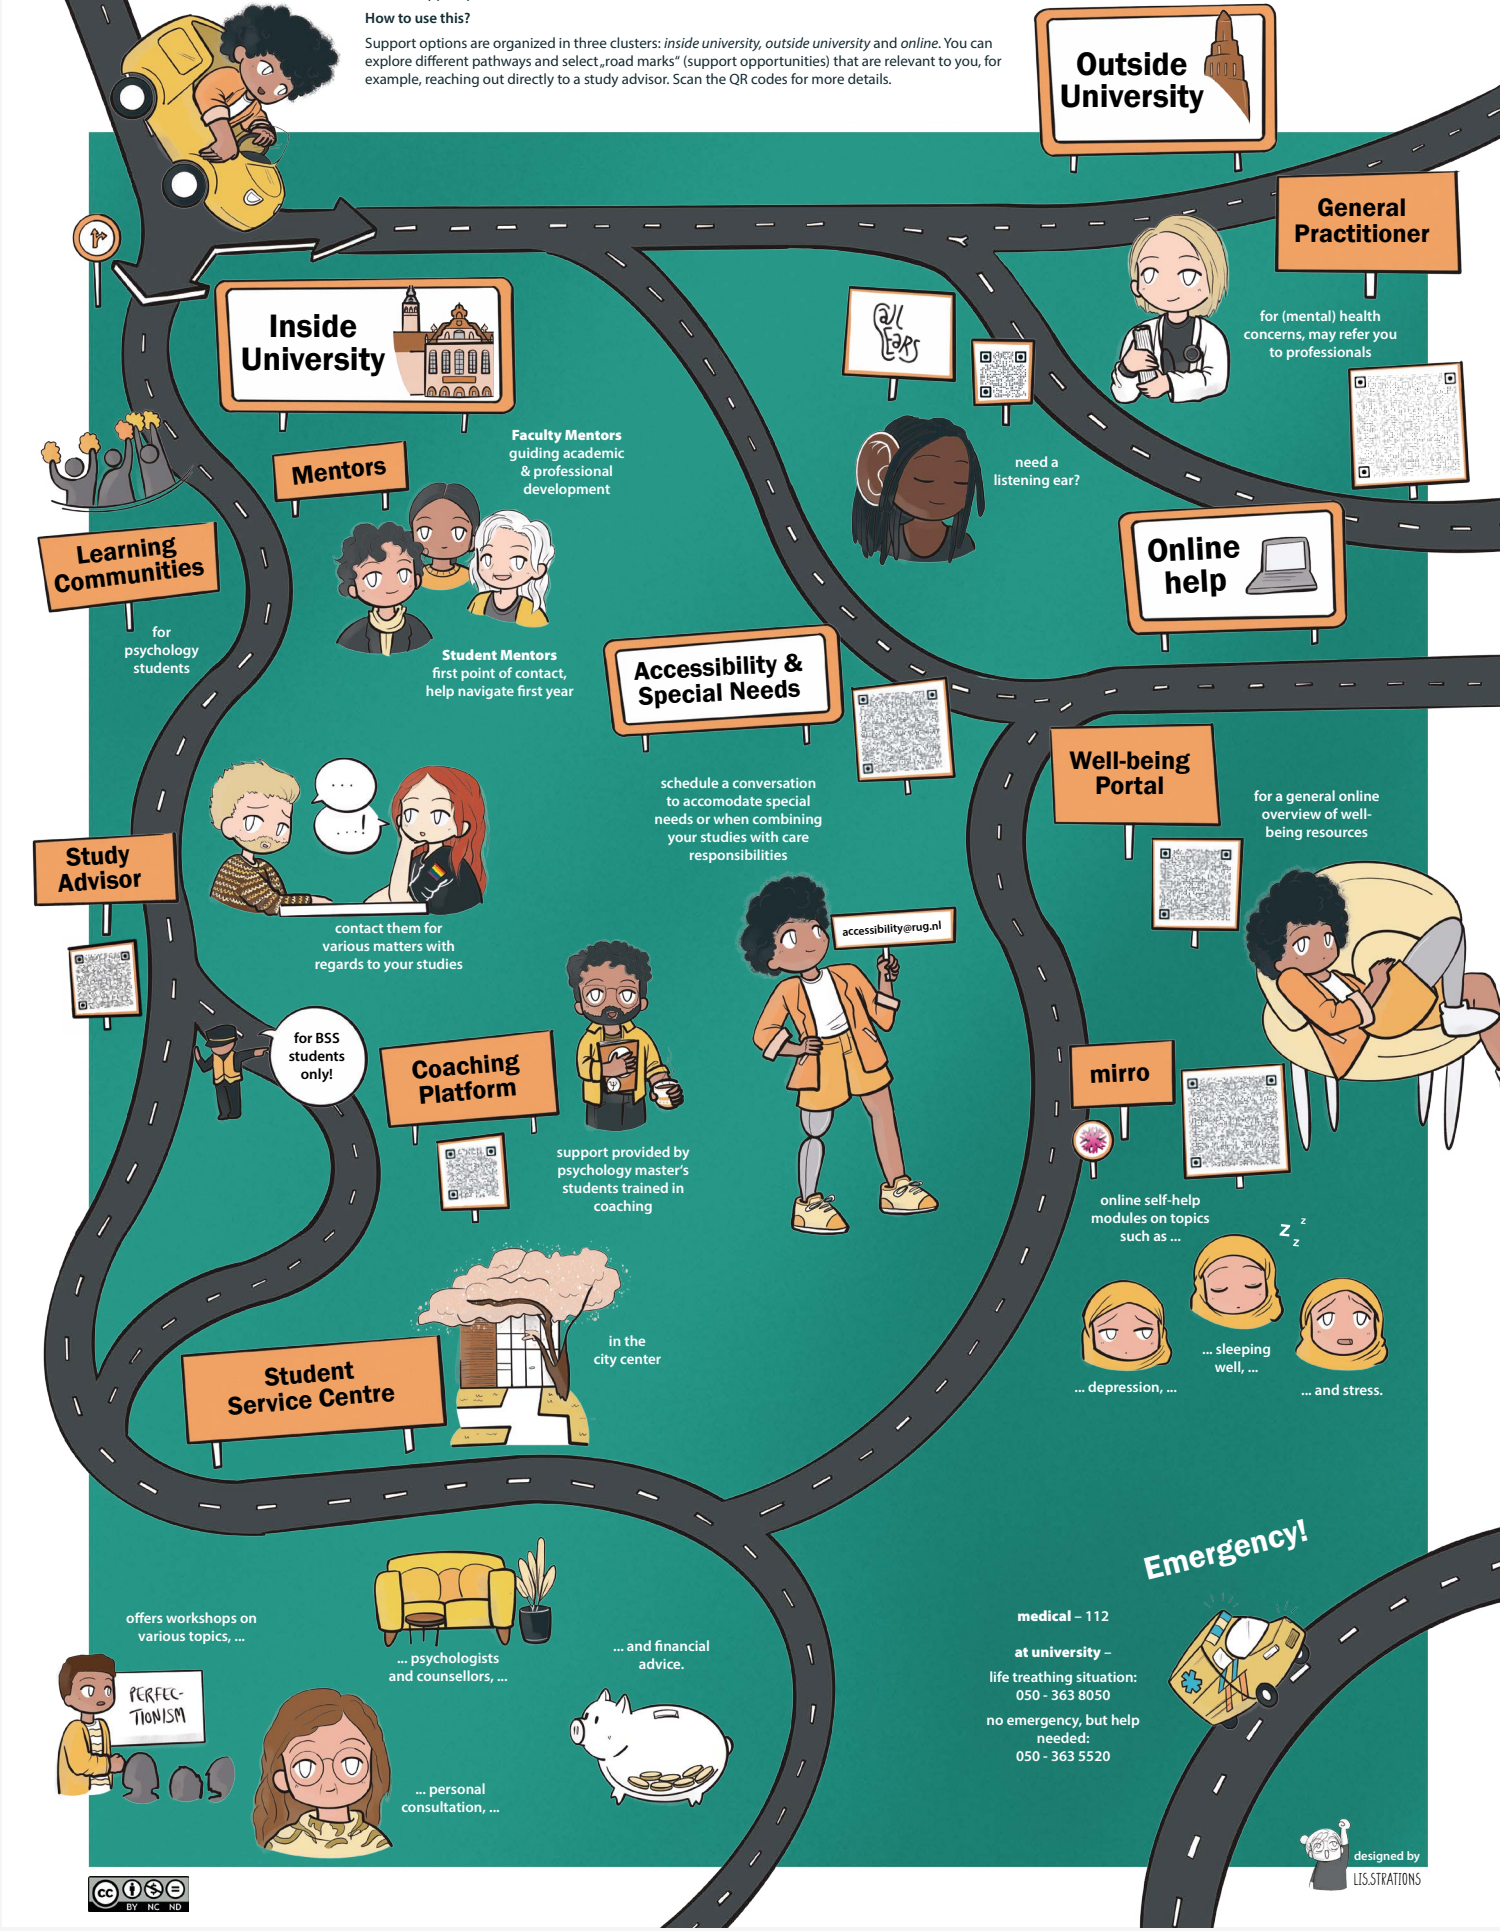 How to use this?
Support options are organized in three clusters: inside university, outside university and online. You can
explore different pathways and select „road marks“ (support opportunities) that are relevant to you, for
example, reaching out directly to a study advisor. Scan the QR codes for more details.
Outside
University
General
Practitioner
for (mental) health
concerns, may refer you
to professionals
Inside
University
all
EARS
need a
listening ear?
Mentors
Faculty Mentors
guiding academic
& professional
development
Student Mentors
first point of contact,
help navigate first year
Learning
Communities
for
psychology
students
Online
help
Accessibility &
Special Needs
schedule a conversation
to accomodate special
needs or when combining
your studies with care
responsibilities
accessibility@rug.nl
Well-being
Portal
for a general online
overview of well-
being resources
...
...!
Study
Advisor
contact them for
various matters with
regards to your studies
for BSS
students
only!
Coaching
Platform
support provided by
psychology master's
students trained in
coaching
mirro
online self-help
modules on topics
such as ...
z z
z
... depression, ...
... sleeping
well, ...
... and stress.
Student
Service Centre
in the
city center
offers workshops on
various topics, ...
PERFEC-
TIONISM
... psychologists
and counsellors, ...
... personal
consultation, ...
... and financial
advice.
Emergency!
medical – 112
at university –
life treathing situation:
050 - 363 8050
no emergency, but help
needed:
050 - 363 5520
designed by
LIS.STRATIONS
cc
BY NC ND